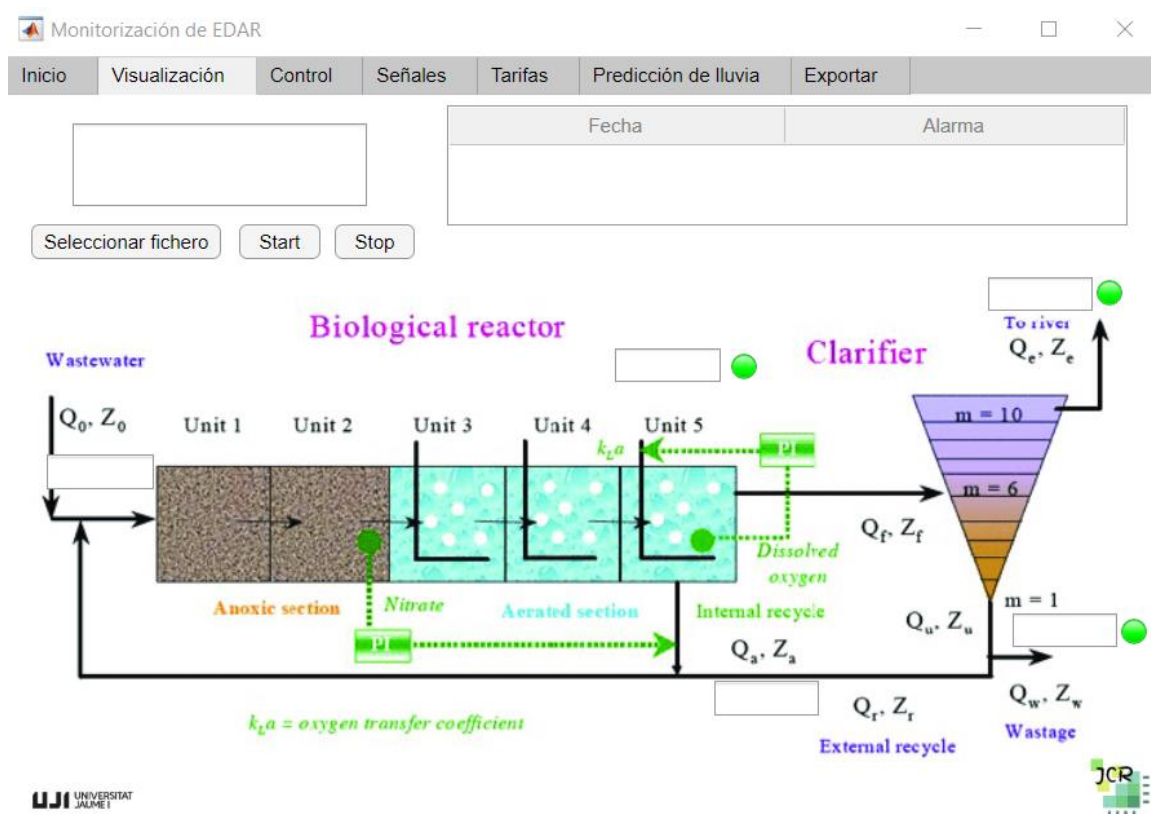 Monitorización de EDAR
Inicio Visualización Control Señales Tarifas Predicción de lluvia Exportar
Fecha Alarma
Seleccionar fichero Start Stop
Biological reactor
To river
Wastewater
Clarifier
Qe, Ze
Q0, Z0
Unit 1 Unit 2 Unit 3 Unit 4 Unit 5
m = 10
kLa
PI
m = 6
Qf, Zf
Dissolved
oxygen
Anoxic section
Nitrate
Aerated section
Internal recycle
m = 1
Qu, Zu
PI
Qa, Za
Qr, Zr
Qw, Zw
kLa = oxygen transfer coefficient
External recycle
Wastage
UJI UNIVERSITAT
JAUME I
JCR